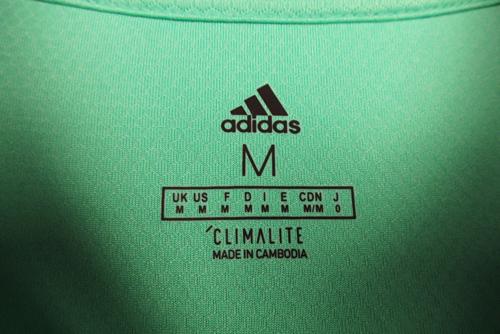 adidas
M
UK US F D I E CDN J
M M M M M M M/M O
CLIMALITE
MADE IN CAMBODIA